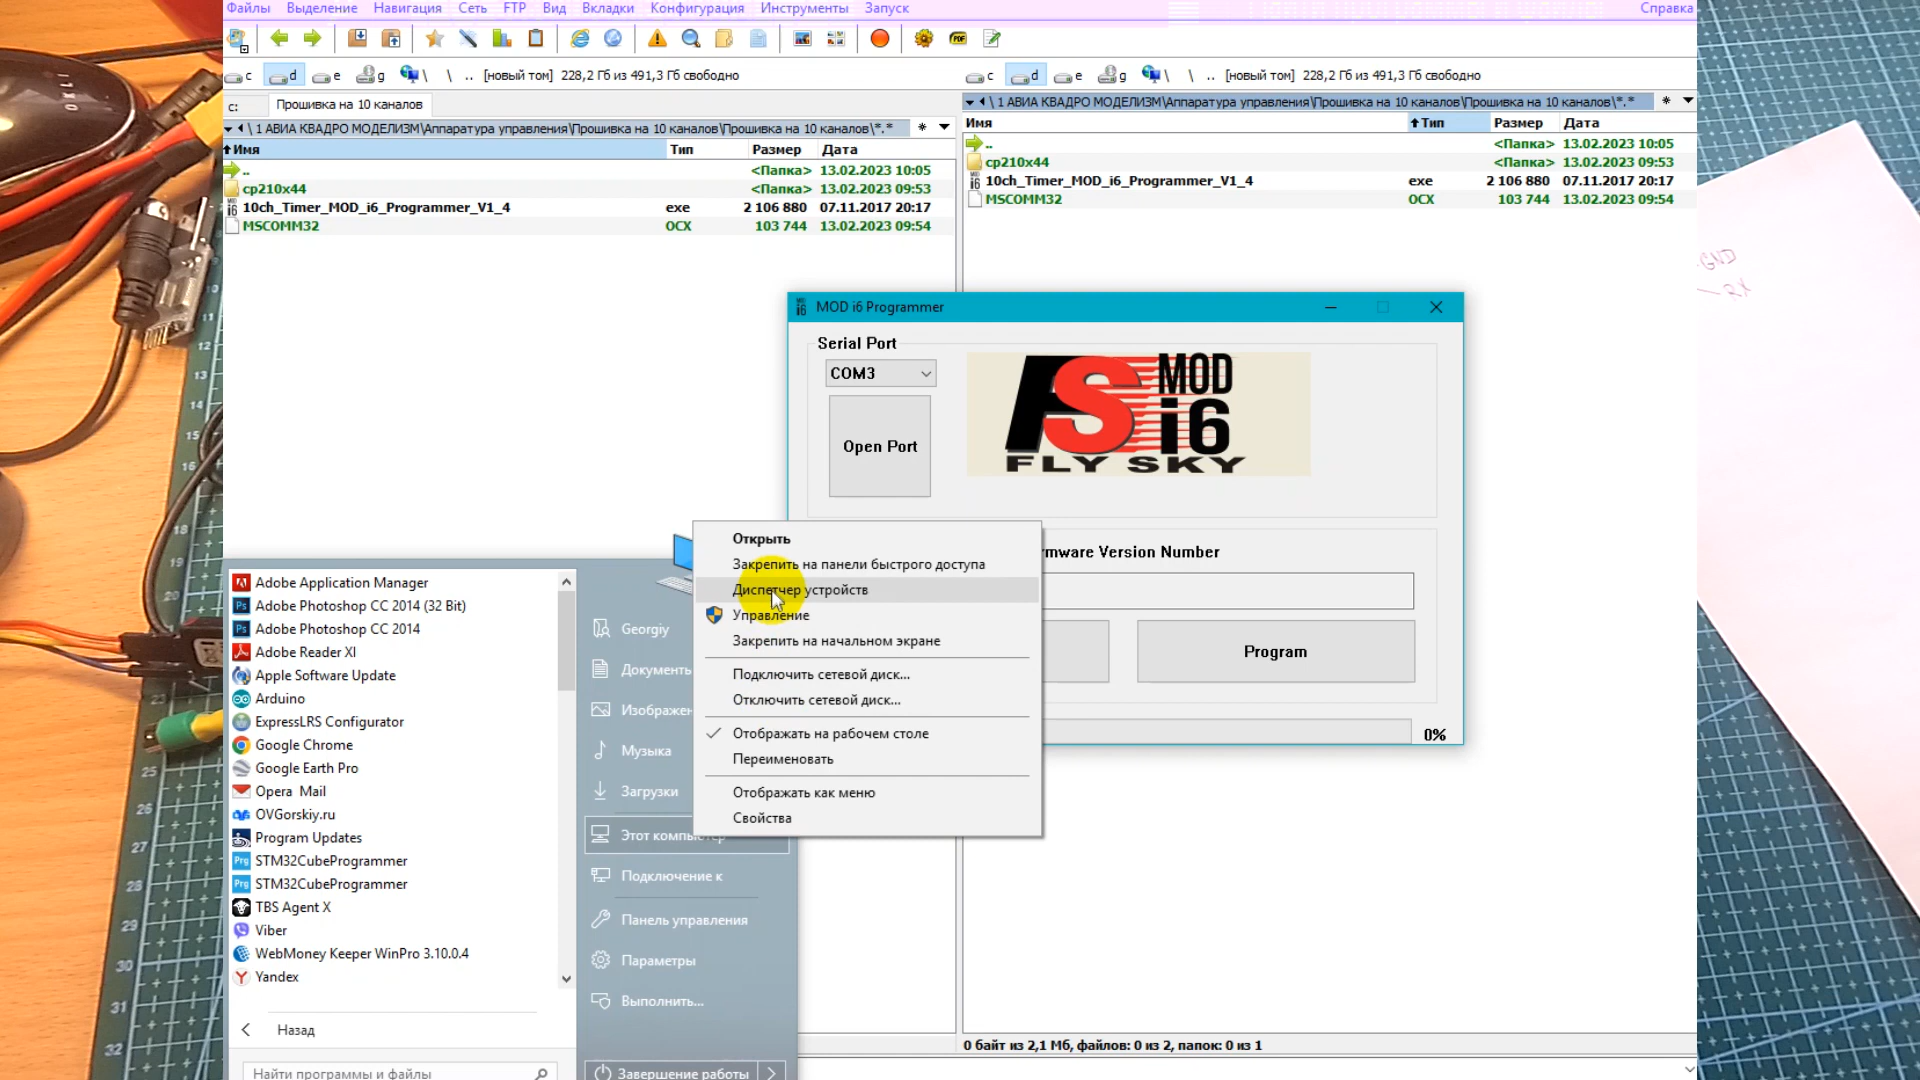 Файлы Выделение Навигация Сеть FTP Вид Вкладки Конфигурация Инструменты Запуск Справка
c d e g \ \ .. [новый том] 228,2 Гб из 491,3 Гб свободно
c: Прошивка на 10 каналов
\ 1 АВИА КВАДРО МОДЕЛИЗМ\Аппаратура управления\Прошивка на 10 каналов\Прошивка на 10 каналов\*.* *
Имя Тип Размер Дата
.. <Папка> 13.02.2023 10:05
cp210x44 <Папка> 13.02.2023 09:53
10ch_Timer_MOD_i6_Programmer_V1_4 exe 2 106 880 07.11.2017 20:17
MSCOMM32 OCX 103 744 13.02.2023 09:54
c d e g \ \ .. [новый том] 228,2 Гб из 491,3 Гб свободно
\ 1 АВИА КВАДРО МОДЕЛИЗМ\Аппаратура управления\Прошивка на 10 каналов\Прошивка на 10 каналов\*.* *
Имя Тип Размер Дата
.. <Папка> 13.02.2023 10:05
cp210x44 <Папка> 13.02.2023 09:53
10ch_Timer_MOD_i6_Programmer_V1_4 exe 2 106 880 07.11.2017 20:17
MSCOMM32 OCX 103 744 13.02.2023 09:54
GND
RX
MOD i6 Programmer
Serial Port
COM3
Open Port
FS MOD i6
FLY SKY
mware Version Number
Program
0%
Открыть
Закрепить на панели быстрого доступа
Диспетчер устройств
Управление
Закрепить на начальном экране
Подключить сетевой диск...
Отключить сетевой диск...
Отображать на рабочем столе
Переименовать
Отображать как меню
Свойства
Adobe Application Manager
Adobe Photoshop CC 2014 (32 Bit)
Adobe Photoshop CC 2014
Adobe Reader XI
Apple Software Update
Arduino
ExpressLRS Configurator
Google Chrome
Google Earth Pro
Opera Mail
OVGorskiy.ru
Program Updates
STM32CubeProgrammer
STM32CubeProgrammer
TBS Agent X
Viber
WebMoney Keeper WinPro 3.10.0.4
Yandex
Назад
Найти программы и файлы
Georgiy
Документы
Изображен
Музыка
Загрузки
Этот компьютер
Подключение к
Панель управления
Параметры
Выполнить...
Завершение работы
0 байт из 2,1 Мб, файлов: 0 из 2, папок: 0 из 1